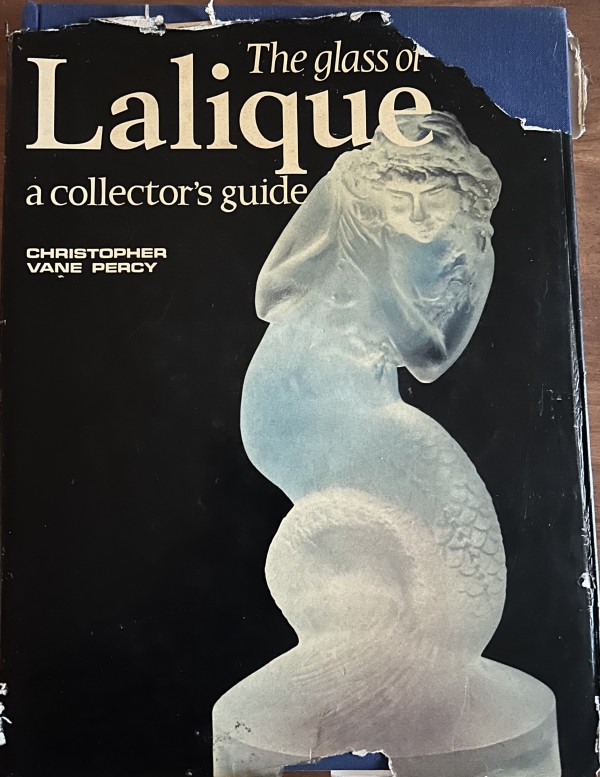 The glass of
Lalique
a collector's guide
CHRISTOPHER
VANE PERCY